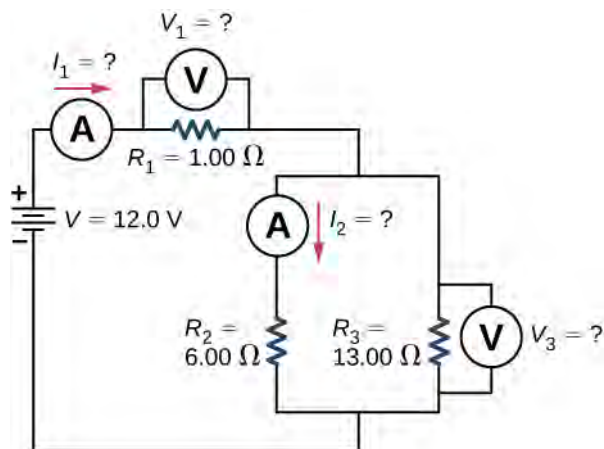 V₁ = ?
I₁ = ?
V
A
R₁ = 1.00 Ω
+
V = 12.0 V
−
A
I₂ = ?
R₂ =
6.00 Ω
R₃ =
13.00 Ω
V
V₃ = ?